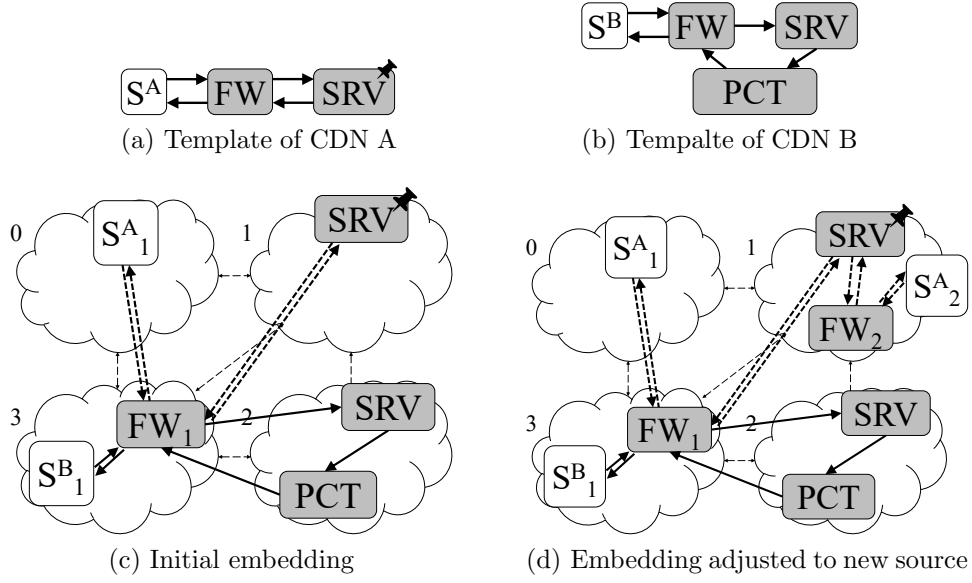 S^A FW SRV
(a) Template of CDN A
S^B FW SRV
PCT
(b) Tempalte of CDN B
0 S^A_1 1 SRV
3 FW_1 2 SRV
S^B_1 PCT
(c) Initial embedding
0 S^A_1 1 SRV
S^A_2
FW_2
3 FW_1 2 SRV
S^B_1 PCT
(d) Embedding adjusted to new source